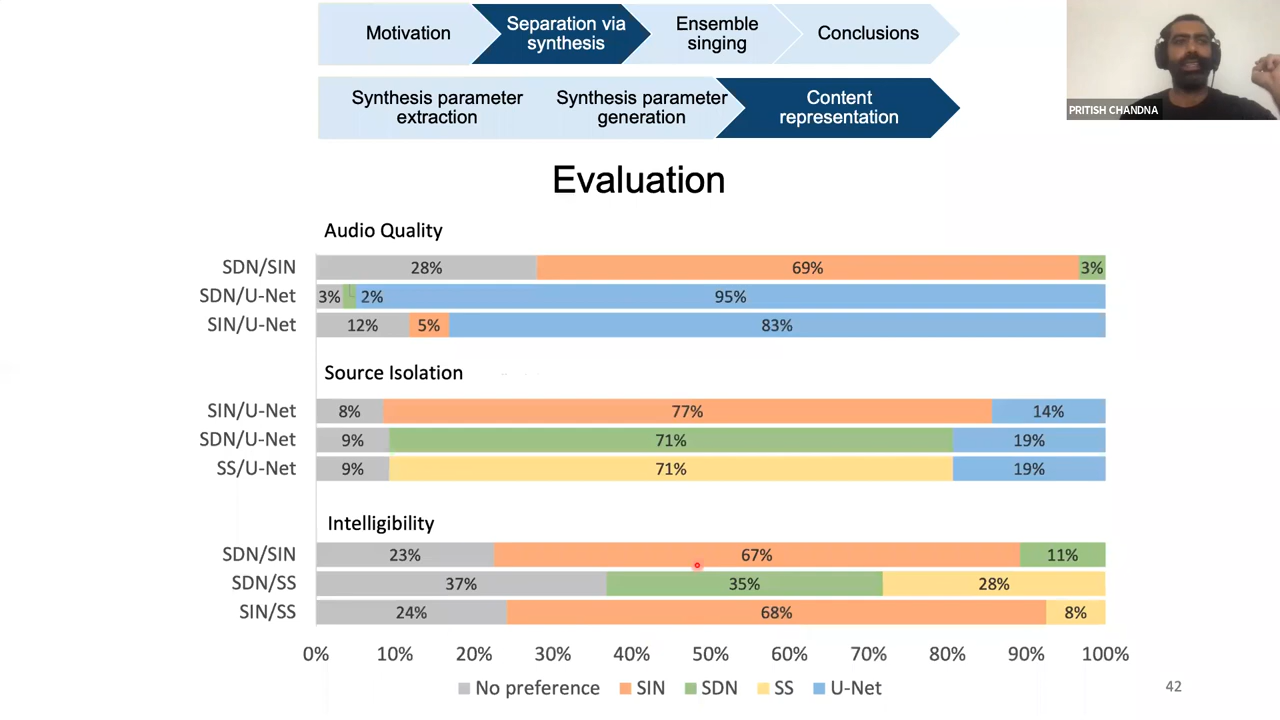 Motivation
Separation via
synthesis
Ensemble
singing
Conclusions
Synthesis parameter
extraction
Synthesis parameter
generation
Content
representation
PRITISH CHANDNA
Evaluation
Audio Quality
SDN/SIN 28% 69% 3%
SDN/U-Net 3% 2% 95%
SIN/U-Net 12% 5% 83%
Source Isolation
SIN/U-Net 8% 77% 14%
SDN/U-Net 9% 71% 19%
SS/U-Net 9% 71% 19%
Intelligibility
SDN/SIN 23% 67% 11%
SDN/SS 37% 35% 28%
SIN/SS 24% 68% 8%
0% 10% 20% 30% 40% 50% 60% 70% 80% 90% 100%
No preference SIN SDN SS U-Net
42